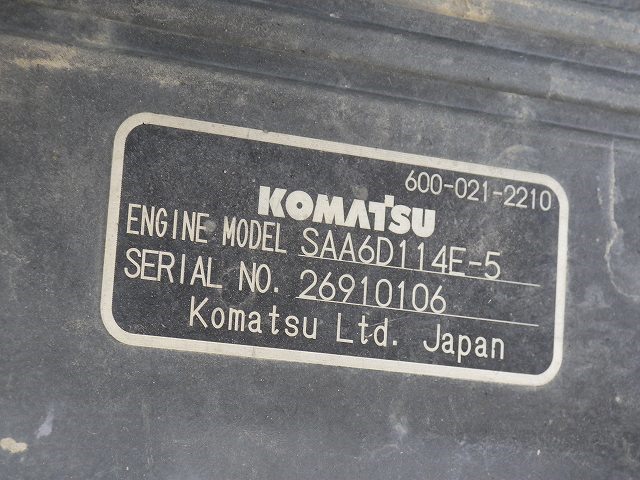 600-021-2210
KOMATSU
ENGINE MODEL SAA6D114E-5
SERIAL NO. 26910106
Komatsu Ltd. Japan